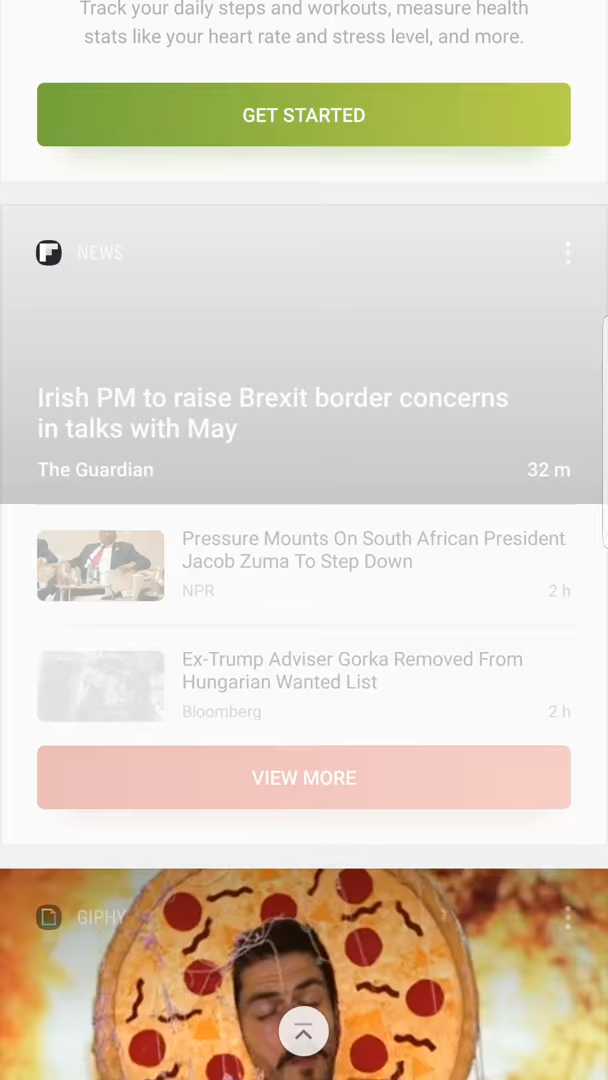 Track your daily steps and workouts, measure health
stats like your heart rate and stress level, and more.
GET STARTED
NEWS
Irish PM to raise Brexit border concerns
in talks with May
The Guardian
32 m
Pressure Mounts On South African President
Jacob Zuma To Step Down
NPR
2 h
Ex-Trump Adviser Gorka Removed From
Hungarian Wanted List
Bloomberg
2 h
VIEW MORE
GIPHY